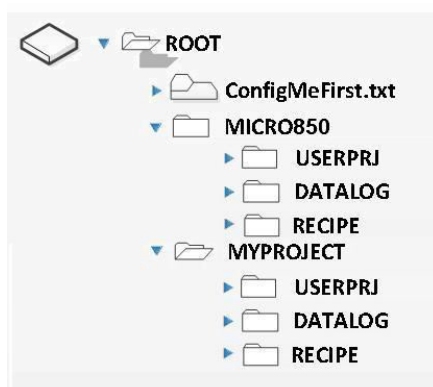 ROOT
ConfigMeFirst.txt
MICRO850
USERPRJ
DATALOG
RECIPE
MYPROJECT
USERPRJ
DATALOG
RECIPE